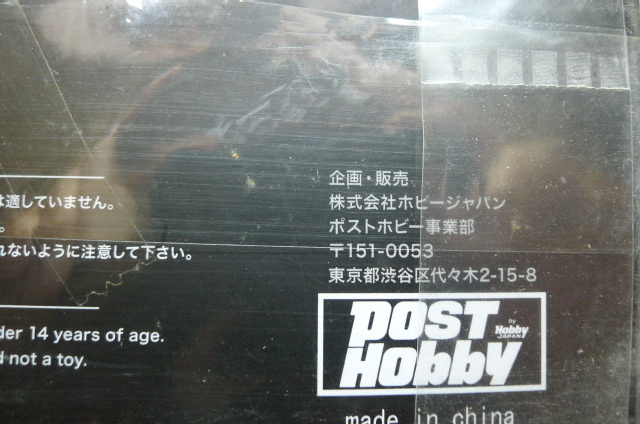 は適していません。
。
れないように注意して下さい。
der 14 years of age.
d not a toy.
企画・販売
株式会社ホビージャパン
ポストホビー事業部
〒151-0053
東京都渋谷区代々木2-15-8
POST
HOBBY
by Hobby
JAPAN
made in china